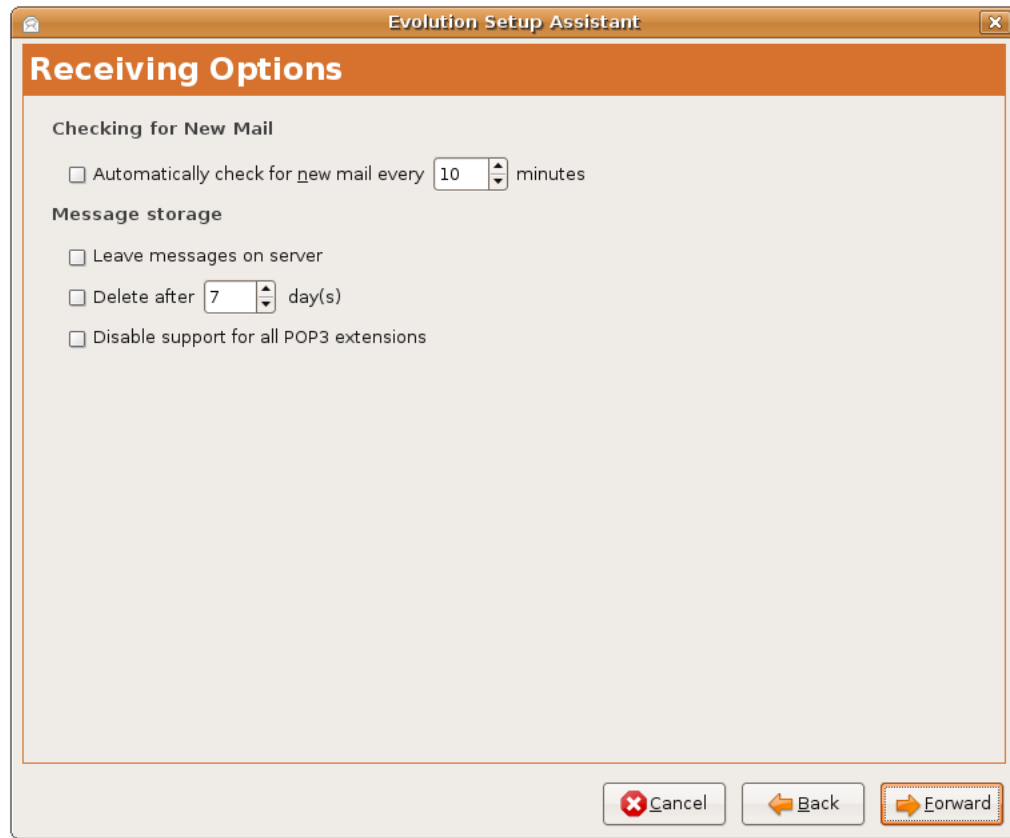 Evolution Setup Assistant
Receiving Options
Checking for New Mail
Automatically check for new mail every 10 minutes
Message storage
Leave messages on server
Delete after 7 day(s)
Disable support for all POP3 extensions
Cancel Back Forward